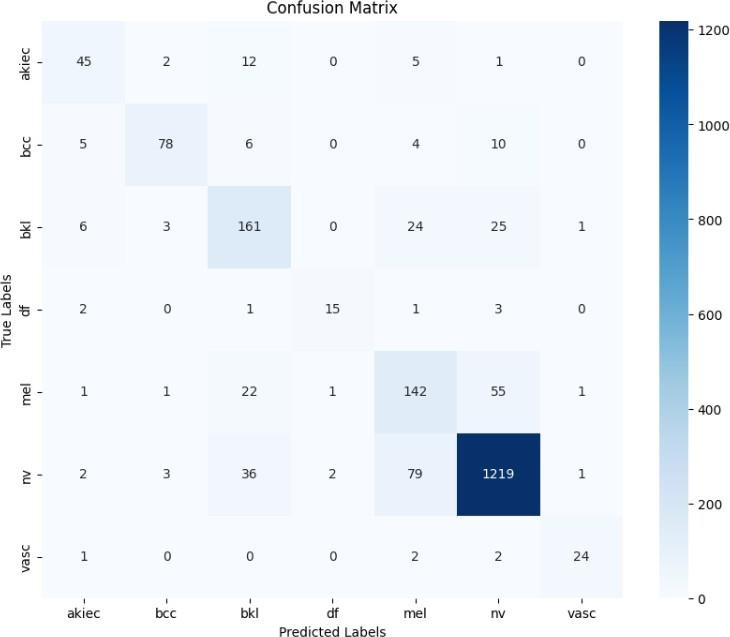 Confusion Matrix
akiec 45 2 12 0 5 1 0
bcc 5 78 6 0 4 10 0
bkl 6 3 161 0 24 25 1
df 2 0 1 15 1 3 0
mel 1 1 22 1 142 55 1
nv 2 3 36 2 79 1219 1
vasc 1 0 0 0 2 2 24
akiec bcc bkl df mel nv vasc
Predicted Labels
True Labels
1200
1000
800
600
400
200
0